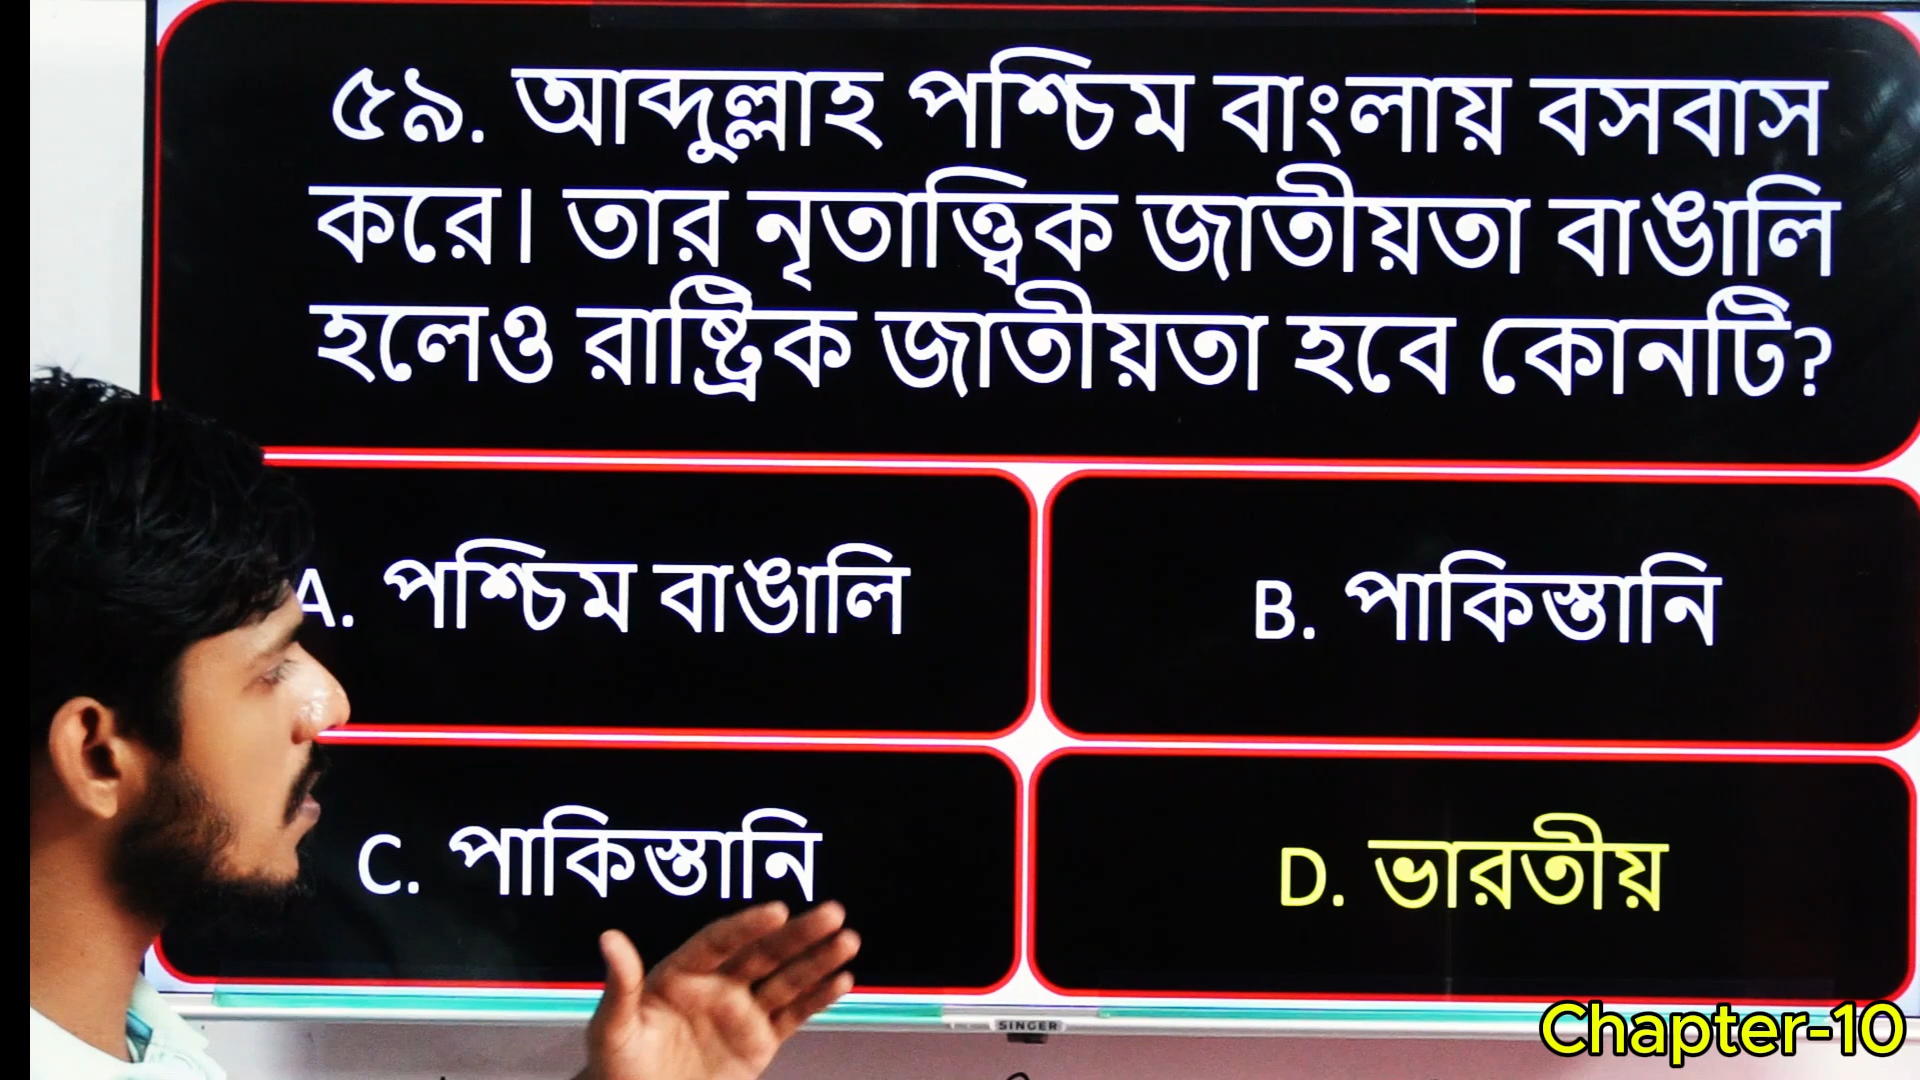 ৫৯. আব্দুল্লাহ পশ্চিম বাংলায় বসবাস
করে। তার নৃতাত্ত্বিক জাতীয়তা বাঙালি
হলেও রাষ্ট্রিক জাতীয়তা হবে কোনটি?
A. পশ্চিম বাঙালি
B. পাকিস্তানি
C. পাকিস্তানি
D. ভারতীয়
SINGER
Chapter-10